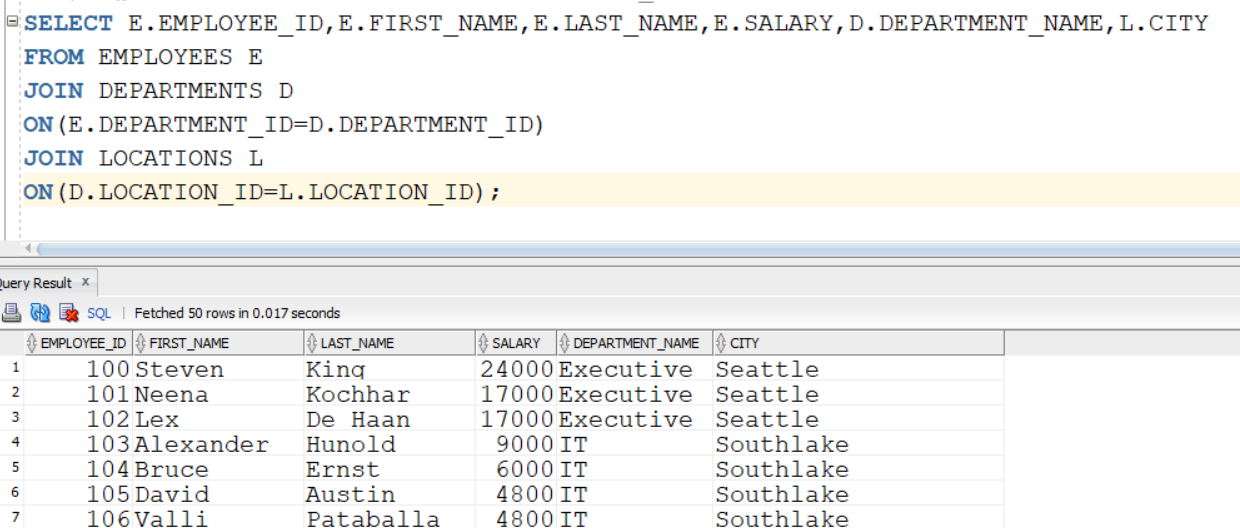 SELECT E.EMPLOYEE_ID,E.FIRST_NAME,E.LAST_NAME,E.SALARY,D.DEPARTMENT_NAME,L.CITY
FROM EMPLOYEES E
JOIN DEPARTMENTS D
ON(E.DEPARTMENT_ID=D.DEPARTMENT_ID)
JOIN LOCATIONS L
ON(D.LOCATION_ID=L.LOCATION_ID);
Query Result x
SQL | Fetched 50 rows in 0.017 seconds
EMPLOYEE_ID FIRST_NAME LAST_NAME SALARY DEPARTMENT_NAME CITY
1 100 Steven King 24000 Executive Seattle
2 101 Neena Kochhar 17000 Executive Seattle
3 102 Lex De Haan 17000 Executive Seattle
4 103 Alexander Hunold 9000 IT Southlake
5 104 Bruce Ernst 6000 IT Southlake
6 105 David Austin 4800 IT Southlake
7 106 Valli Pataballa 4800 IT Southlake